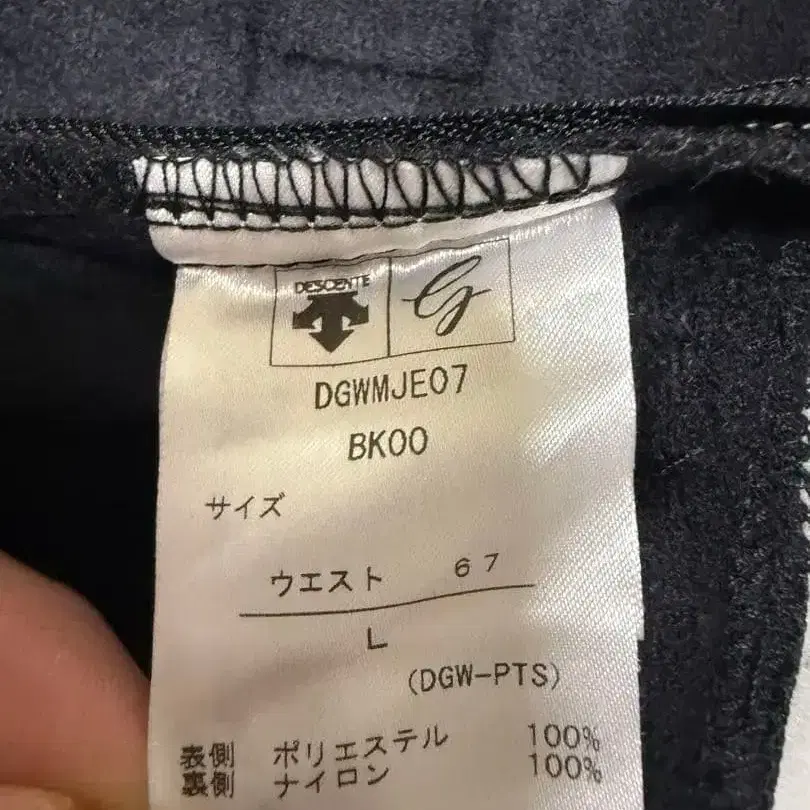 DESCENTE G
DGWMJE07
BK00
サイズ
ウエスト 67
L
(DGW-PTS)
表側 ポリエステル 100%
裏側 ナイロン 100%